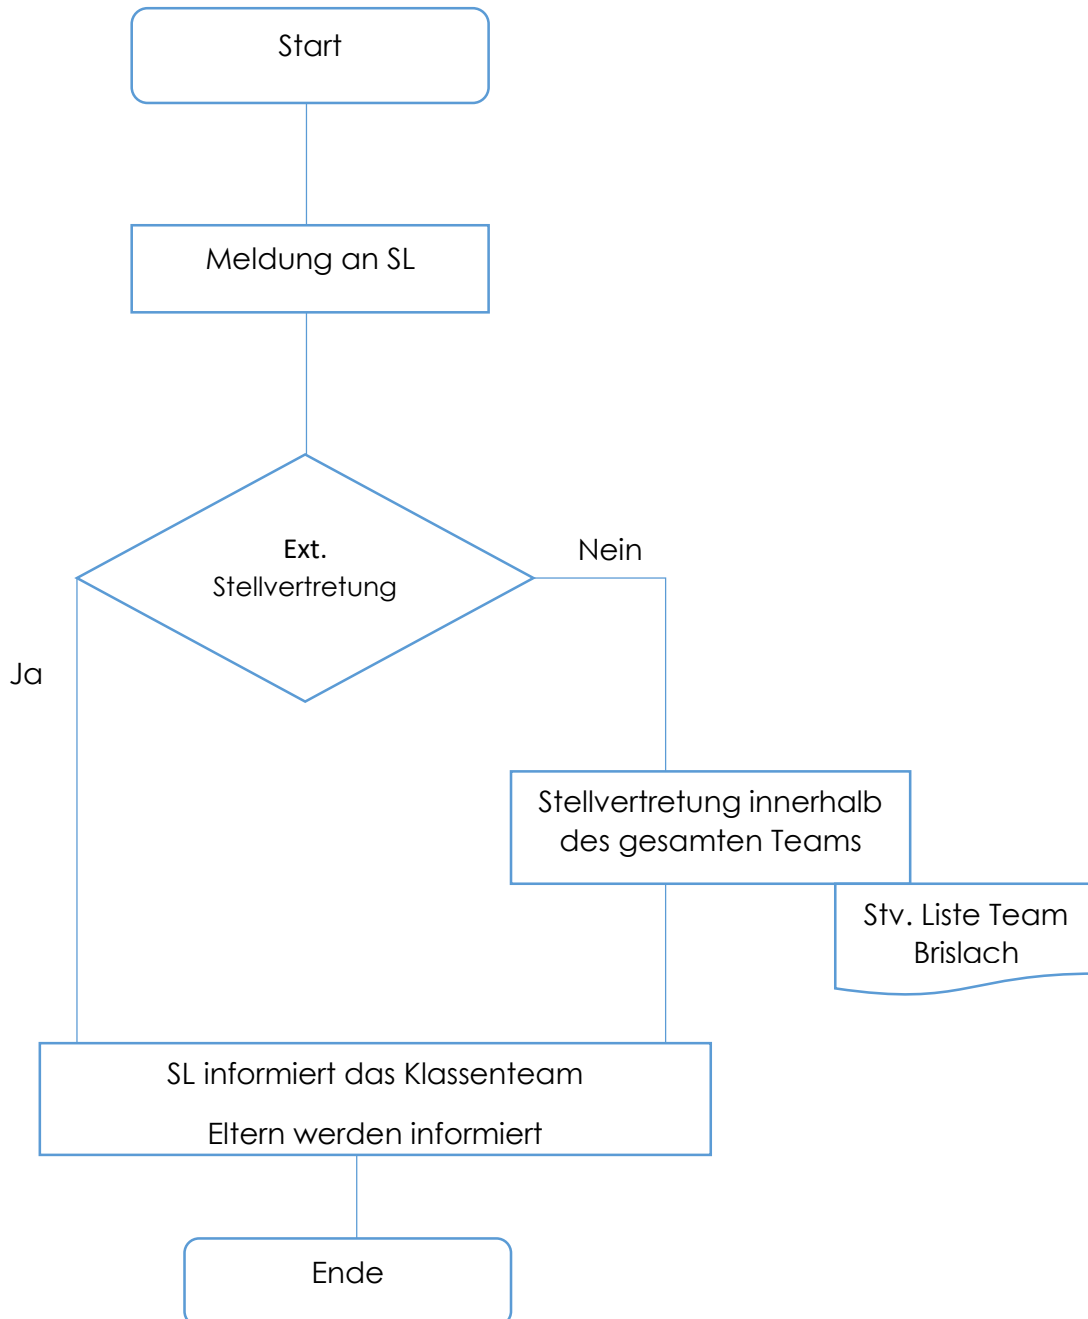 Start
Meldung an SL
Ext.
Stellvertretung
Nein
Ja
Stellvertretung innerhalb
des gesamten Teams
Stv. Liste Team
Brislach
SL informiert das Klassenteam
Eltern werden informiert
Ende